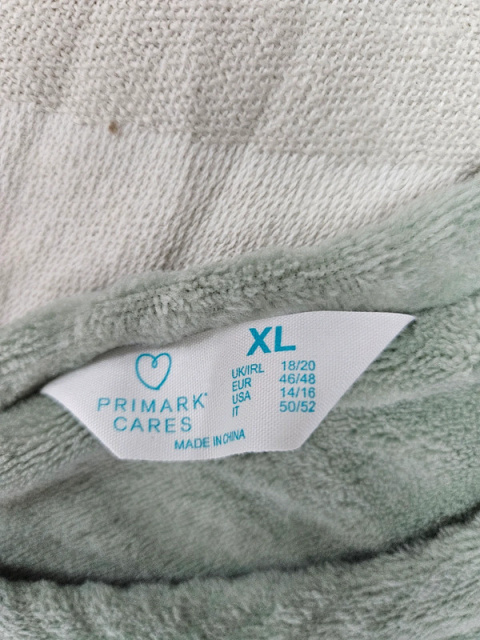 XL
UK/IRL 18/20
EUR 46/48
USA 14/16
IT 50/52
PRIMARK
CARES
MADE IN CHINA